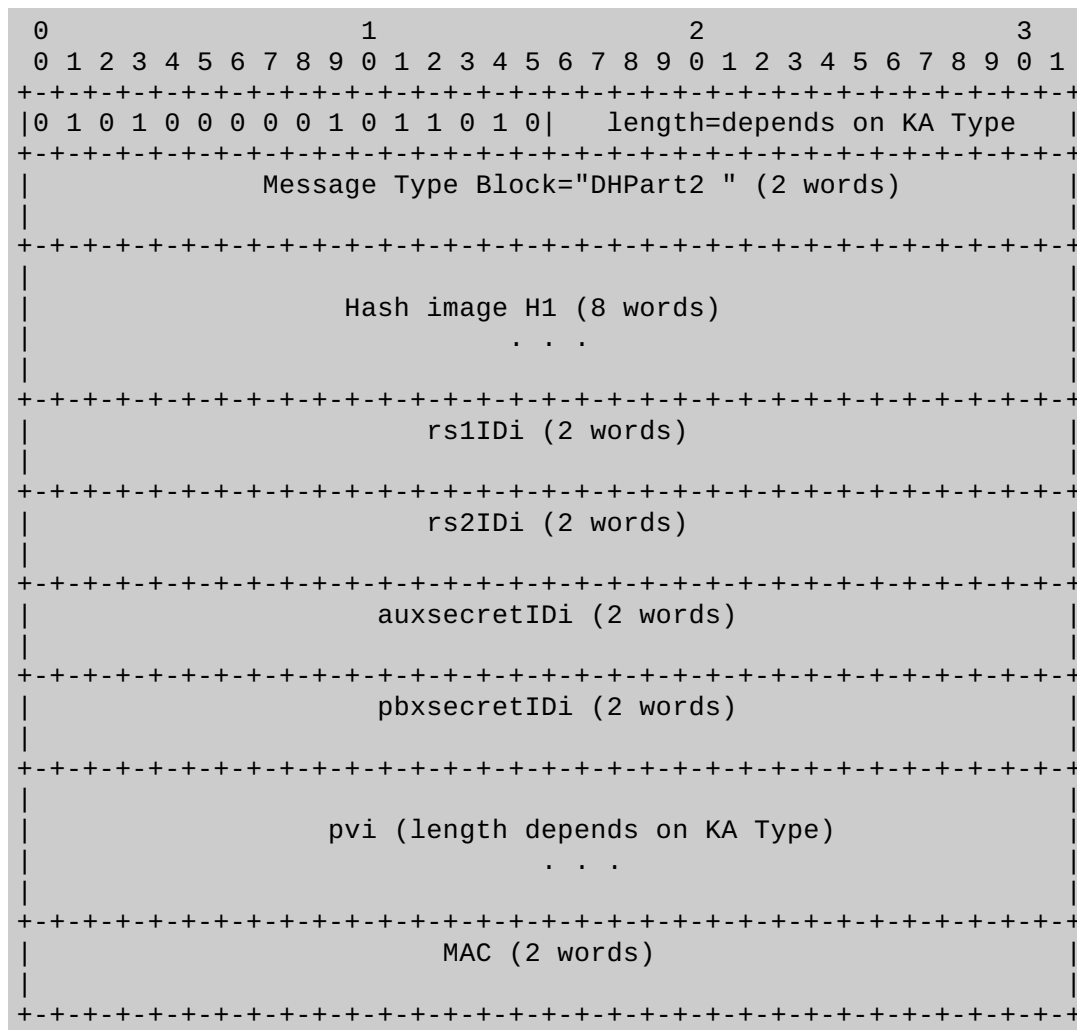 0                   1                   2                   3
 0 1 2 3 4 5 6 7 8 9 0 1 2 3 4 5 6 7 8 9 0 1 2 3 4 5 6 7 8 9 0 1
+-+-+-+-+-+-+-+-+-+-+-+-+-+-+-+-+-+-+-+-+-+-+-+-+-+-+-+-+-+-+-+-+
|0 1 0 1 0 0 0 0 0 1 0 1 1 0 1 0|   length=depends on KA Type   |
+-+-+-+-+-+-+-+-+-+-+-+-+-+-+-+-+-+-+-+-+-+-+-+-+-+-+-+-+-+-+-+-+
|              Message Type Block="DHPart2 " (2 words)          |
|                                                               |
+-+-+-+-+-+-+-+-+-+-+-+-+-+-+-+-+-+-+-+-+-+-+-+-+-+-+-+-+-+-+-+-+
|                                                               |
|                   Hash image H1 (8 words)                     |
|                             . . .                             |
|                                                               |
+-+-+-+-+-+-+-+-+-+-+-+-+-+-+-+-+-+-+-+-+-+-+-+-+-+-+-+-+-+-+-+-+
|                        rs1IDi (2 words)                       |
|                                                               |
+-+-+-+-+-+-+-+-+-+-+-+-+-+-+-+-+-+-+-+-+-+-+-+-+-+-+-+-+-+-+-+-+
|                        rs2IDi (2 words)                       |
|                                                               |
+-+-+-+-+-+-+-+-+-+-+-+-+-+-+-+-+-+-+-+-+-+-+-+-+-+-+-+-+-+-+-+-+
|                     auxsecretIDi (2 words)                    |
|                                                               |
+-+-+-+-+-+-+-+-+-+-+-+-+-+-+-+-+-+-+-+-+-+-+-+-+-+-+-+-+-+-+-+-+
|                     pbxsecretIDi (2 words)                    |
|                                                               |
+-+-+-+-+-+-+-+-+-+-+-+-+-+-+-+-+-+-+-+-+-+-+-+-+-+-+-+-+-+-+-+-+
|                                                               |
|                  pvi (length depends on KA Type)              |
|                               . . .                           |
|                                                               |
+-+-+-+-+-+-+-+-+-+-+-+-+-+-+-+-+-+-+-+-+-+-+-+-+-+-+-+-+-+-+-+-+
|                         MAC (2 words)                         |
|                                                               |
+-+-+-+-+-+-+-+-+-+-+-+-+-+-+-+-+-+-+-+-+-+-+-+-+-+-+-+-+-+-+-+-+